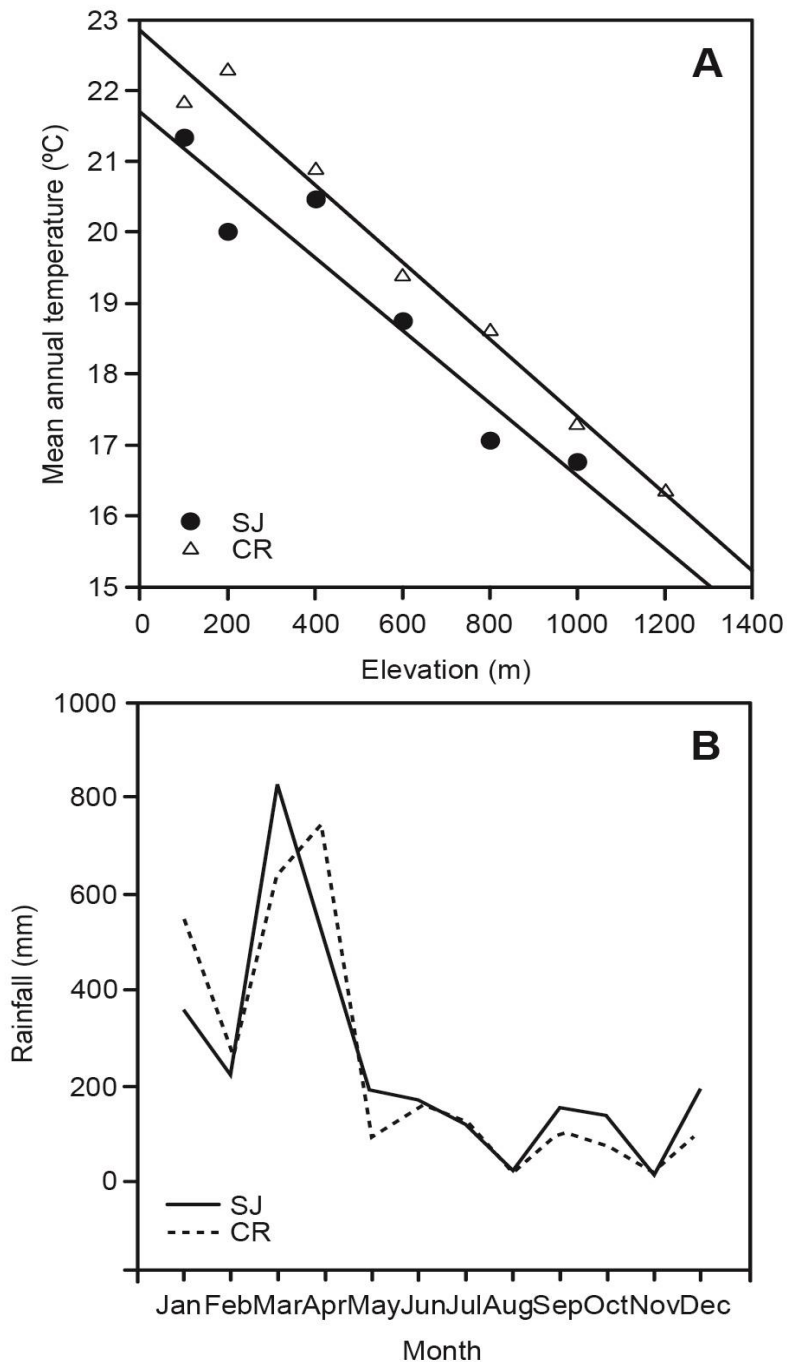 A
Mean annual temperature (ºC)
23
22
21
20
19
18
17
16
15
SJ
CR
0 200 400 600 800 1000 1200 1400
Elevation (m)
B
Rainfall (mm)
1000
800
600
400
200
0
SJ
CR
Jan Feb Mar Apr May Jun Jul Aug Sep Oct Nov Dec
Month